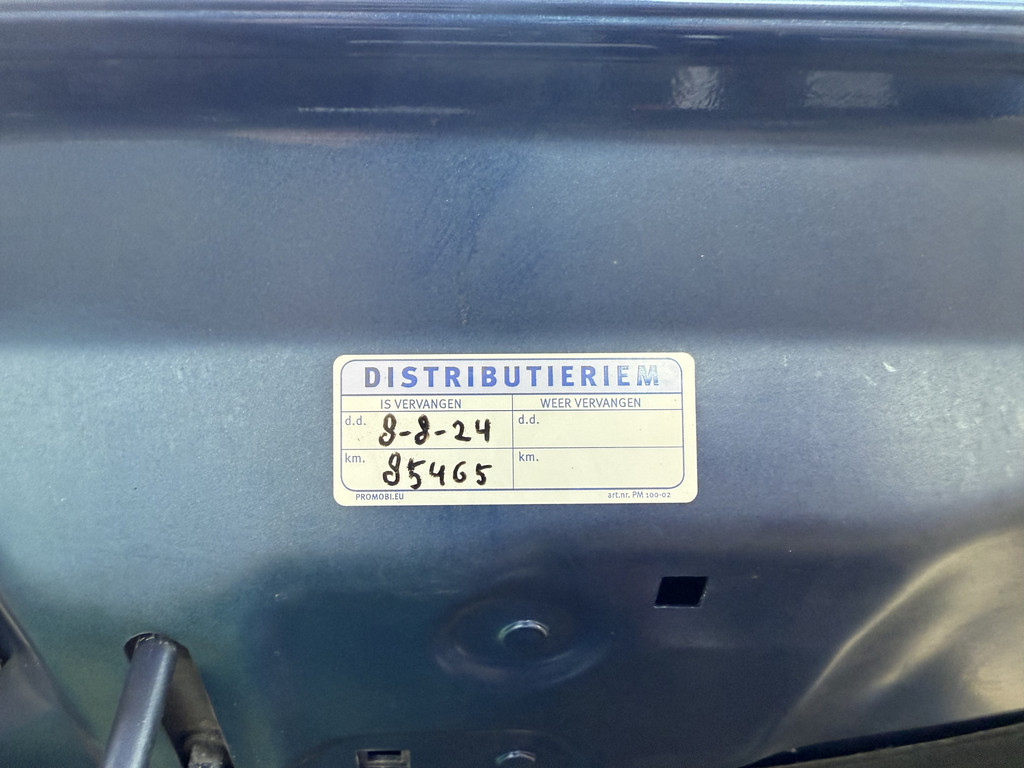 DISTRIBUTIERIEM
IS VERVANGEN WEER VERVANGEN
d.d. 8-8-24 d.d.
km. 85465 km.
PROMOBI.EU art.nr. PM 100-02